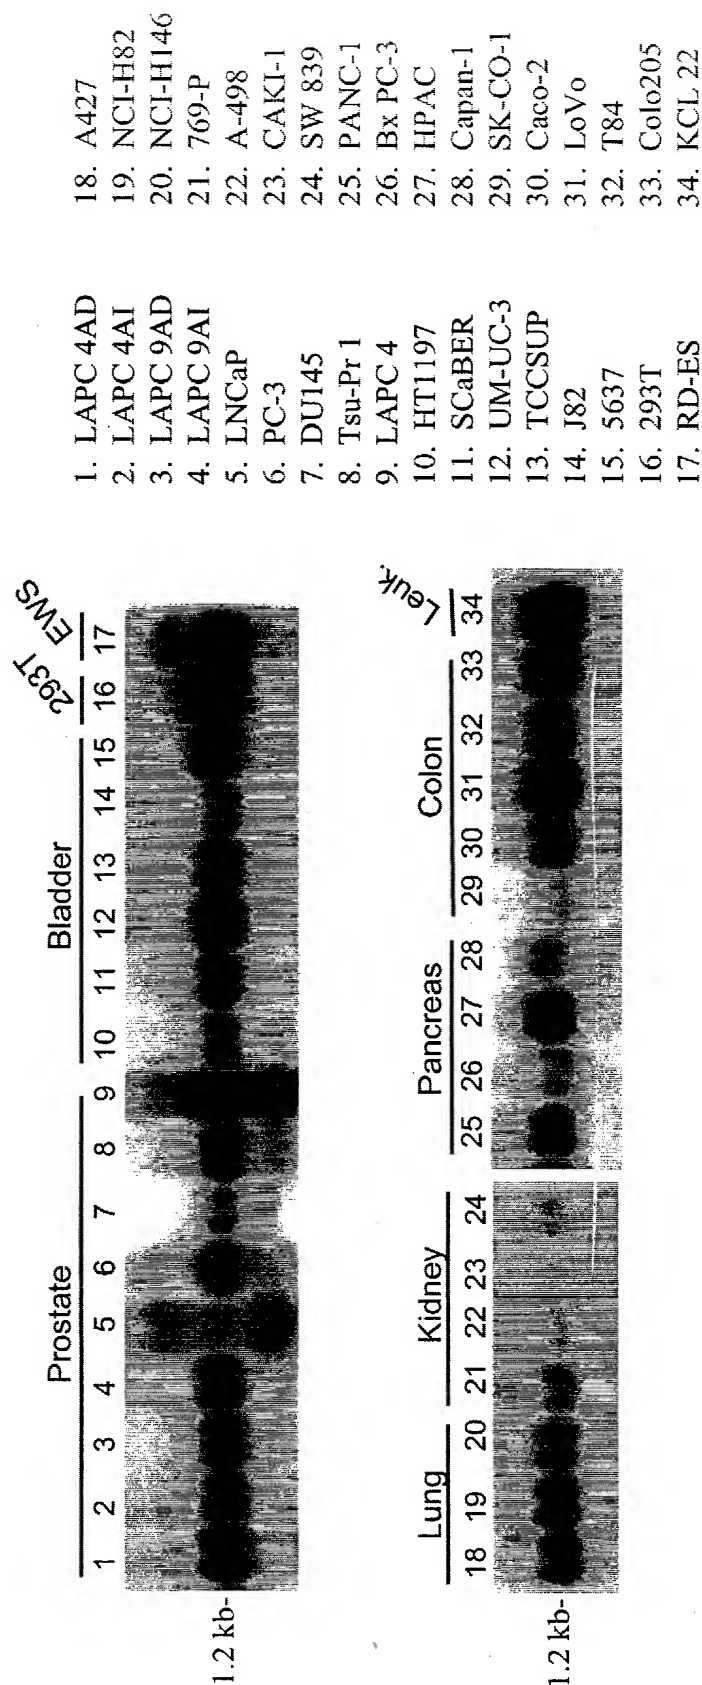 Prostate Bladder 293T EWS
1 2 3 4 5 6 7 8 9 10 11 12 13 14 15 16 17
1.2 kb-
Lung Kidney Pancreas Colon Leuk.
18 19 20 21 22 23 24 25 26 27 28 29 30 31 32 33 34
1.2 kb-
1. LAPC 4AD
2. LAPC 4AI
3. LAPC 9AD
4. LAPC 9AI
5. LNCaP
6. PC-3
7. DU145
8. Tsu-Pr 1
9. LAPC 4
10. HT1197
11. SCaBER
12. UM-UC-3
13. TCCSUP
14. J82
15. 5637
16. 293T
17. RD-ES
18. A427
19. NCI-H82
20. NCI-H146
21. 769-P
22. A-498
23. CAKI-1
24. SW 839
25. PANC-1
26. Bx PC-3
27. HPAC
28. Capan-1
29. SK-CO-1
30. Caco-2
31. LoVo
32. T84
33. Colo205
34. KCL 22